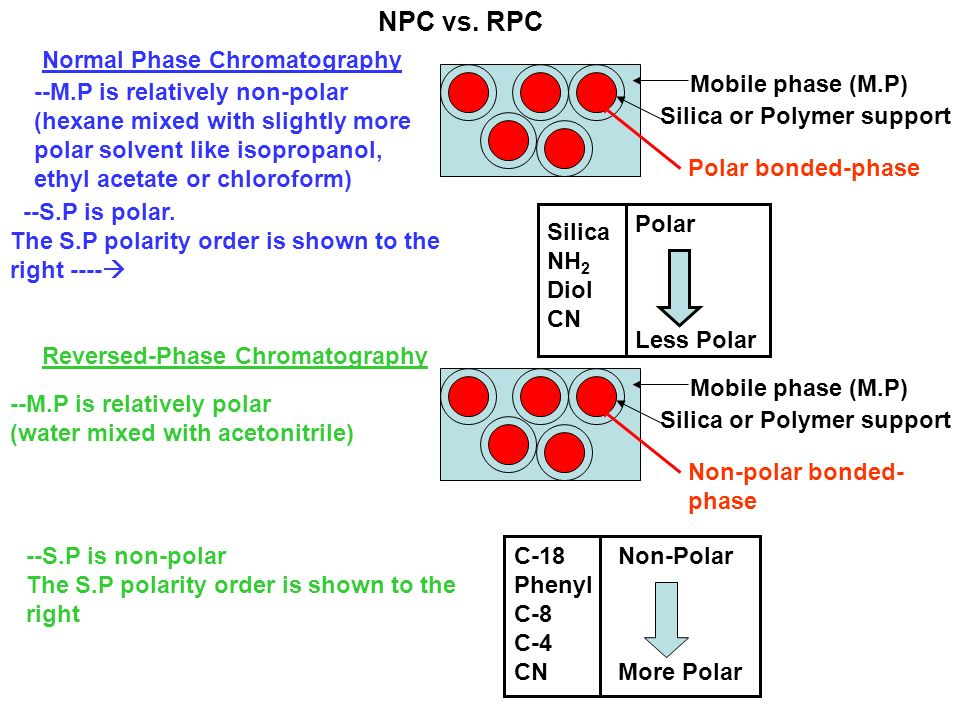 NPC vs. RPC
Normal Phase Chromatography
--M.P is relatively non-polar
(hexane mixed with slightly more
polar solvent like isopropanol,
ethyl acetate or chloroform)
--S.P is polar.
The S.P polarity order is shown to the
right ----→
Mobile phase (M.P)
Silica or Polymer support
Polar bonded-phase
Silica
NH₂
Diol
CN
Polar
Less Polar
Reversed-Phase Chromatography
--M.P is relatively polar
(water mixed with acetonitrile)
Mobile phase (M.P)
Silica or Polymer support
Non-polar bonded-
phase
--S.P is non-polar
The S.P polarity order is shown to the
right
C-18
Phenyl
C-8
C-4
CN
Non-Polar
More Polar